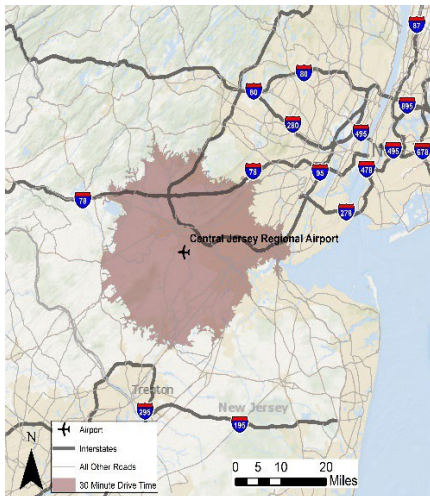 87
80
80
280
895
495
N
495
678
78
95
478
78
278
Central Jersey Regional Airport
Trenton
New Jersey
295
195
N
Airport
Interstates
All Other Roads
30 Minute Drive Time
0 5 10 20
Miles